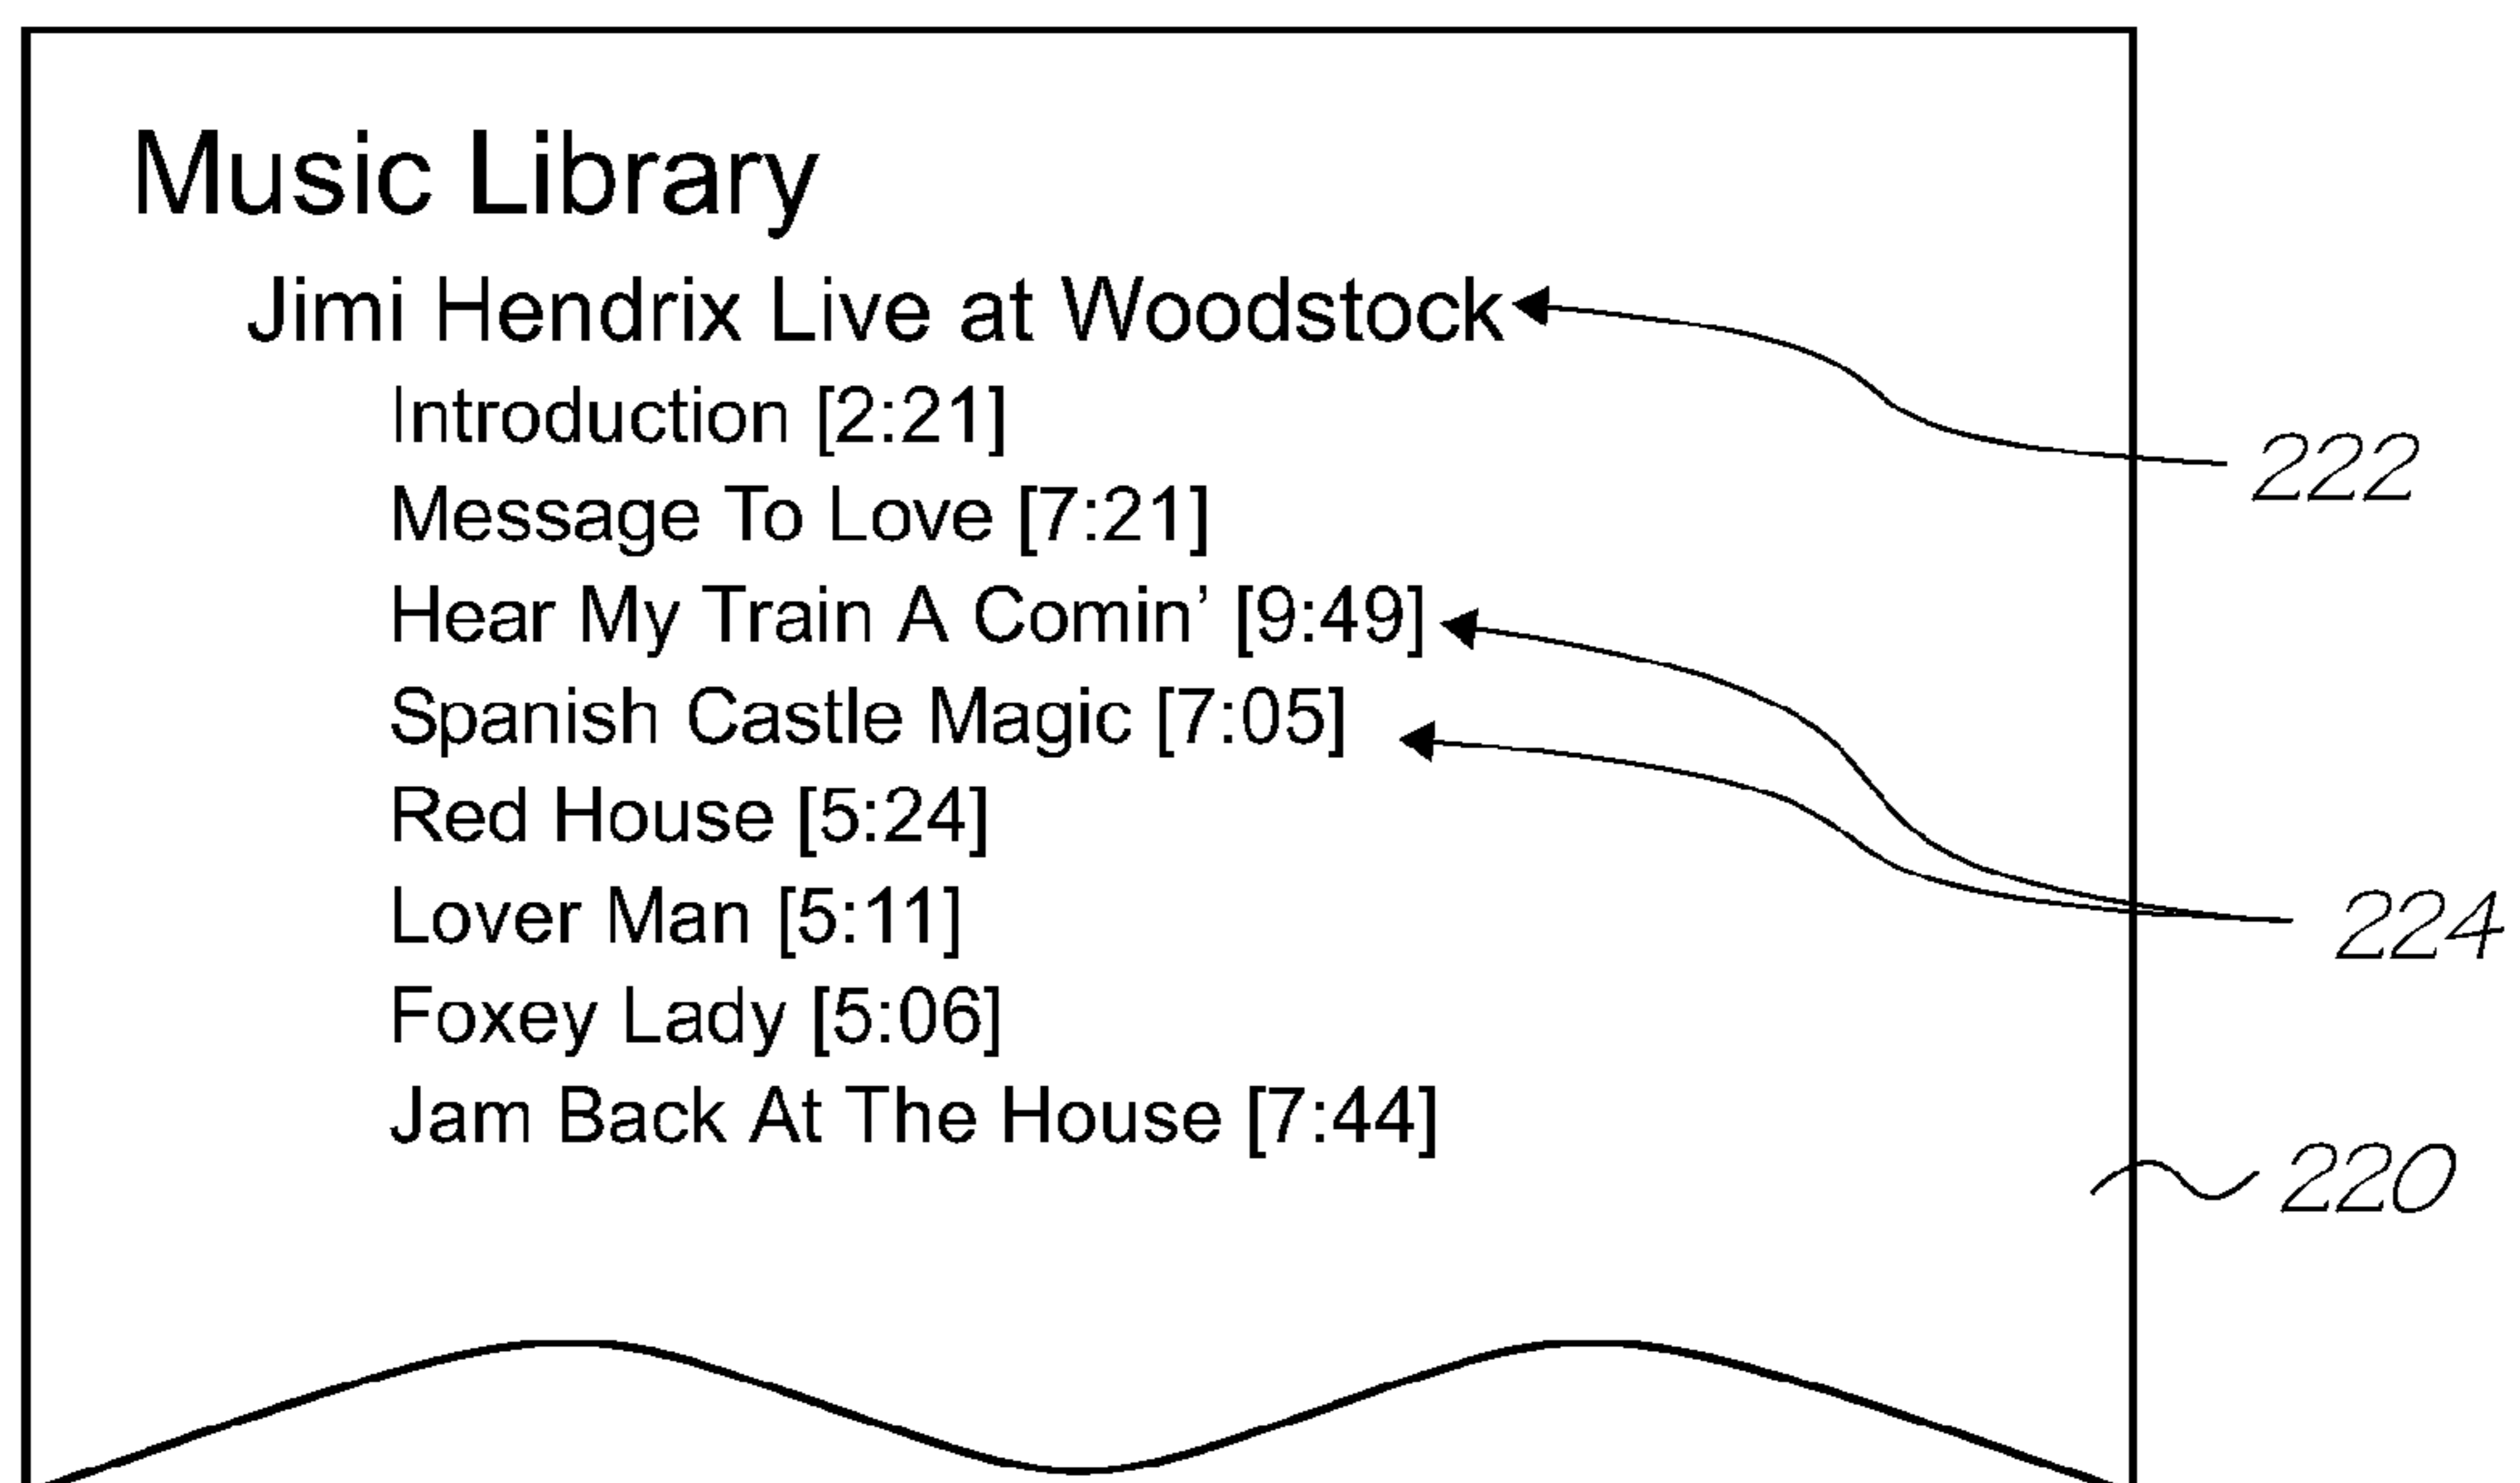 Music Library
Jimi Hendrix Live at Woodstock
Introduction [2:21]
222
Message To Love [7:21]
Hear My Train A Comin’ [9:49]
Spanish Castle Magic [7:05]
Red House [5:24]
Lover Man [5:11]
224
Foxey Lady [5:06]
Jam Back At The House [7:44]
220